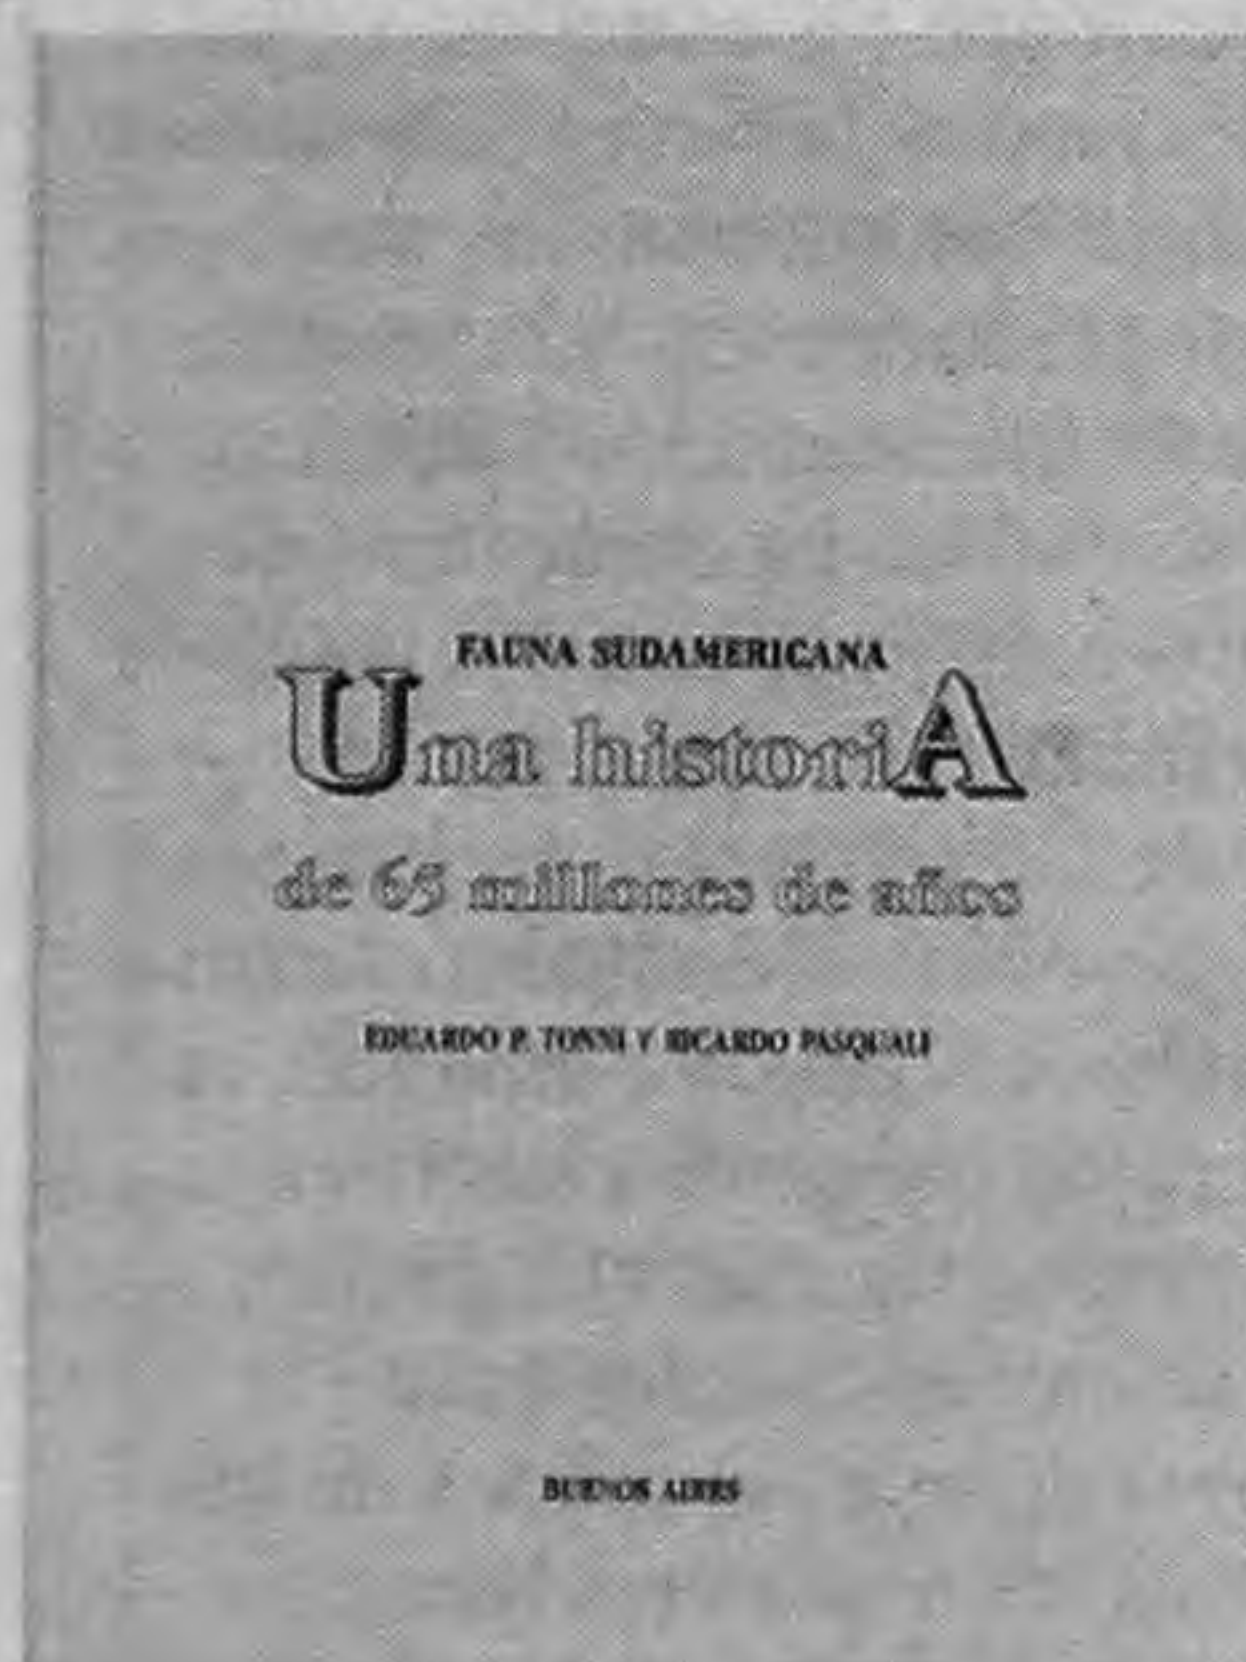 FAUNA SUDAMERICANA
Una historiA
de 65 millones de años
EDUARDO P. TONNI Y RICARDO PASQUALI
BUENOS AIRES